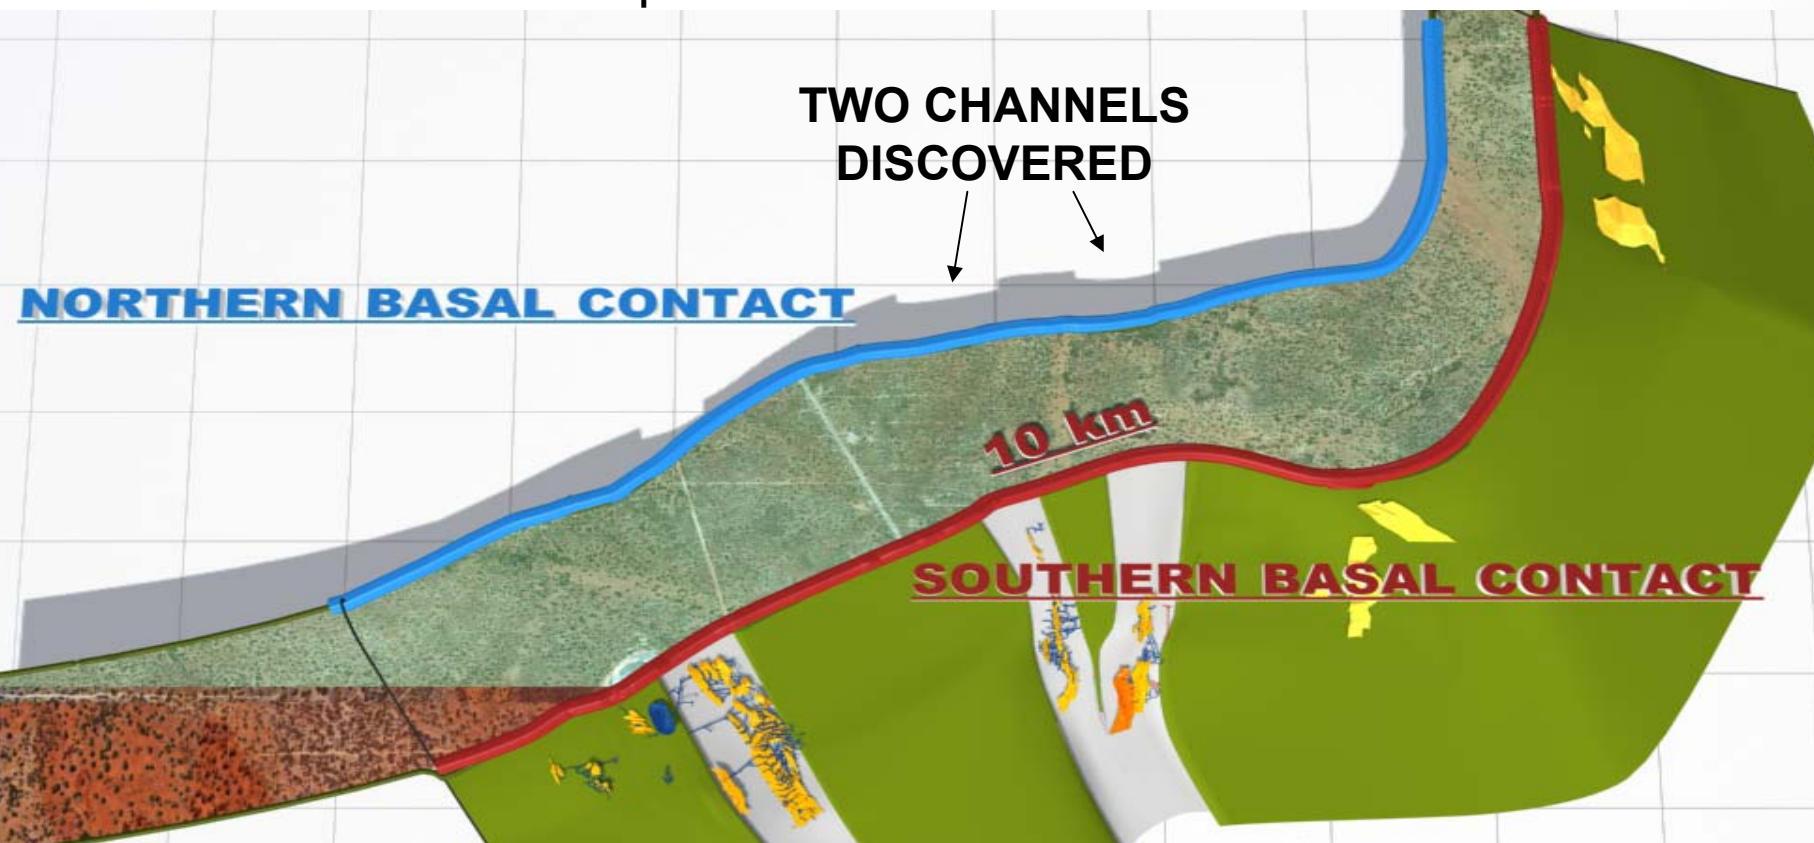 TWO CHANNELS
DISCOVERED
NORTHERN BASAL CONTACT
10 km
SOUTHERN BASAL CONTACT